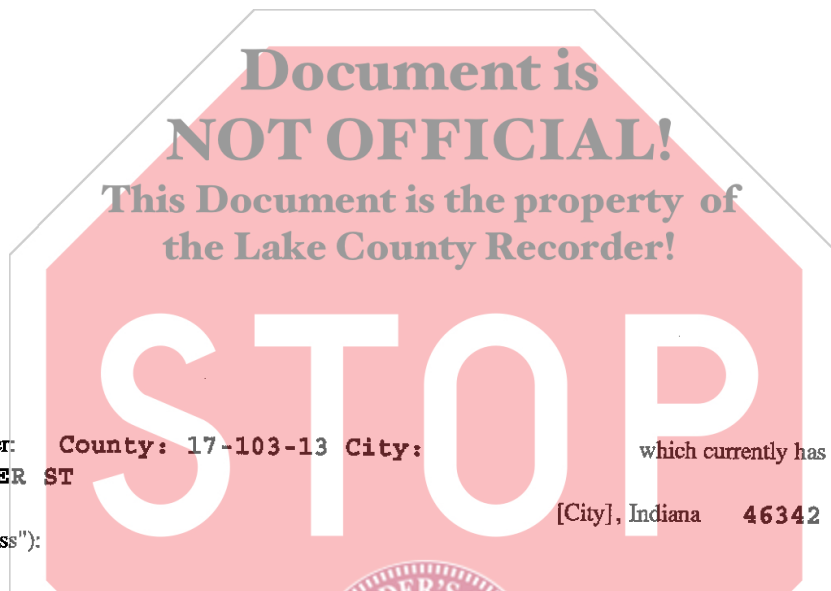 Document is
NOT OFFICIAL!
This Document is the property of
the Lake County Recorder!
STOP
County: 17-103-13 City: which currently has
ER ST
[City], Indiana 46342
ss"):